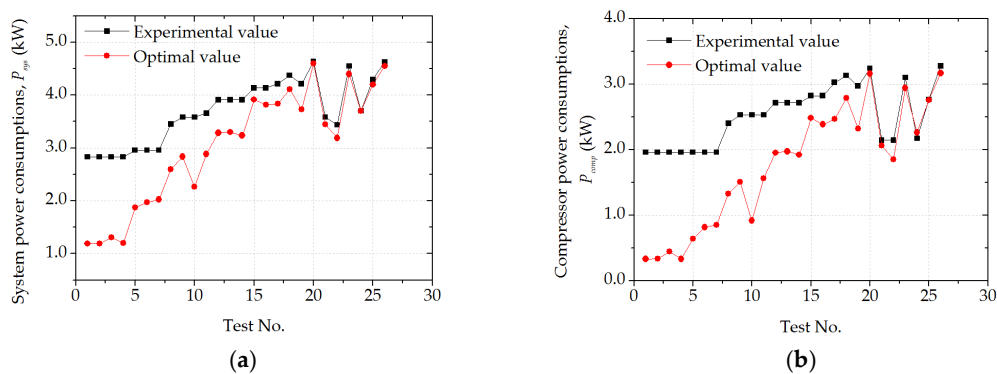 System power consumptions, P_sys (kW)
5.0
4.0
3.0
2.0
1.0
Experimental value
Optimal value
0
5
10
15
20
25
30
Test No.
(a)
Compressor power consumptions,
P_comp (kW)
4.0
3.0
2.0
1.0
0.0
Experimental value
Optimal value
0
5
10
15
20
25
30
Test No.
(b)